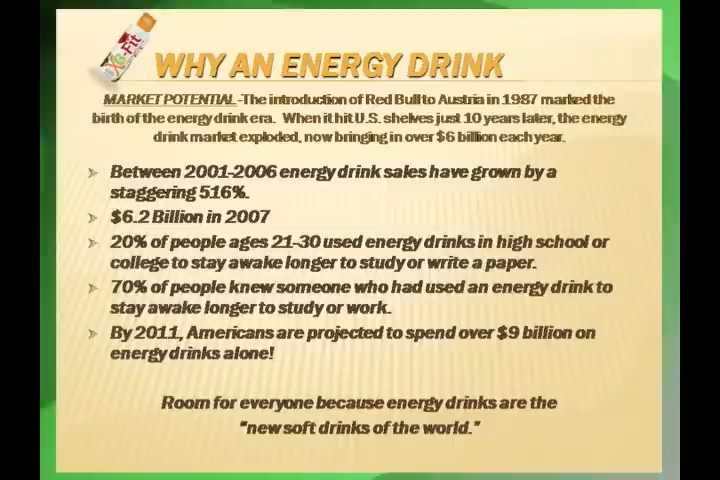 Xe-Fit
WHY AN ENERGY DRINK
MARKET POTENTIAL -The introduction of Red Bull to Austria in 1987 marked the
birth of the energy drink era. When it hit U.S. shelves just 10 years later, the energy
drink market exploded, now bringing in over $6 billion each year.
Between 2001-2006 energy drink sales have grown by a
staggering 516%.
$6.2 Billion in 2007
20% of people ages 21-30 used energy drinks in high school or
college to stay awake longer to study or write a paper.
70% of people knew someone who had used an energy drink to
stay awake longer to study or work.
By 2011, Americans are projected to spend over $9 billion on
energy drinks alone!
Room for everyone because energy drinks are the
"new soft drinks of the world."